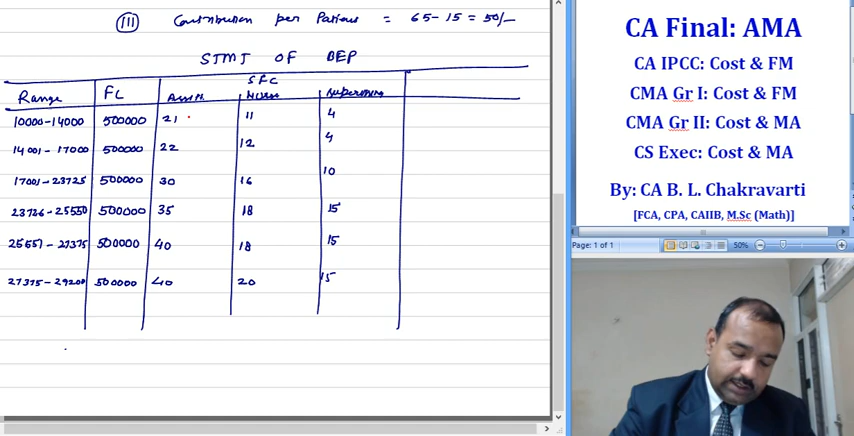 (III) Contribution per Patient = 65-15 = 50/-
STMT OF BEP
SFC
Range FC Assist. Nurse Supervising
10000-14000 500000 21 11 4
14001-17000 500000 22 12 4
17001-23725 500000 30 16 10
23726-25550 500000 35 18 15
25551-27375 500000 40 18 15
27375-29200 500000 40 20 15
CA Final: AMA
CA IPCC: Cost & FM
CMA Gr I: Cost & FM
CMA Gr II: Cost & MA
CS Exec: Cost & MA
By: CA B. L. Chakravarti
[FCA, CPA, CAIIB, M.Sc (Math)]
Page: 1 of 1 50%